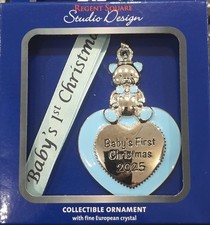 REGENT SQUARE
Studio Design
Baby's 1st Christmas
Baby's First
Christmas
2025
COLLECTIBLE ORNAMENT
with fine European crystal